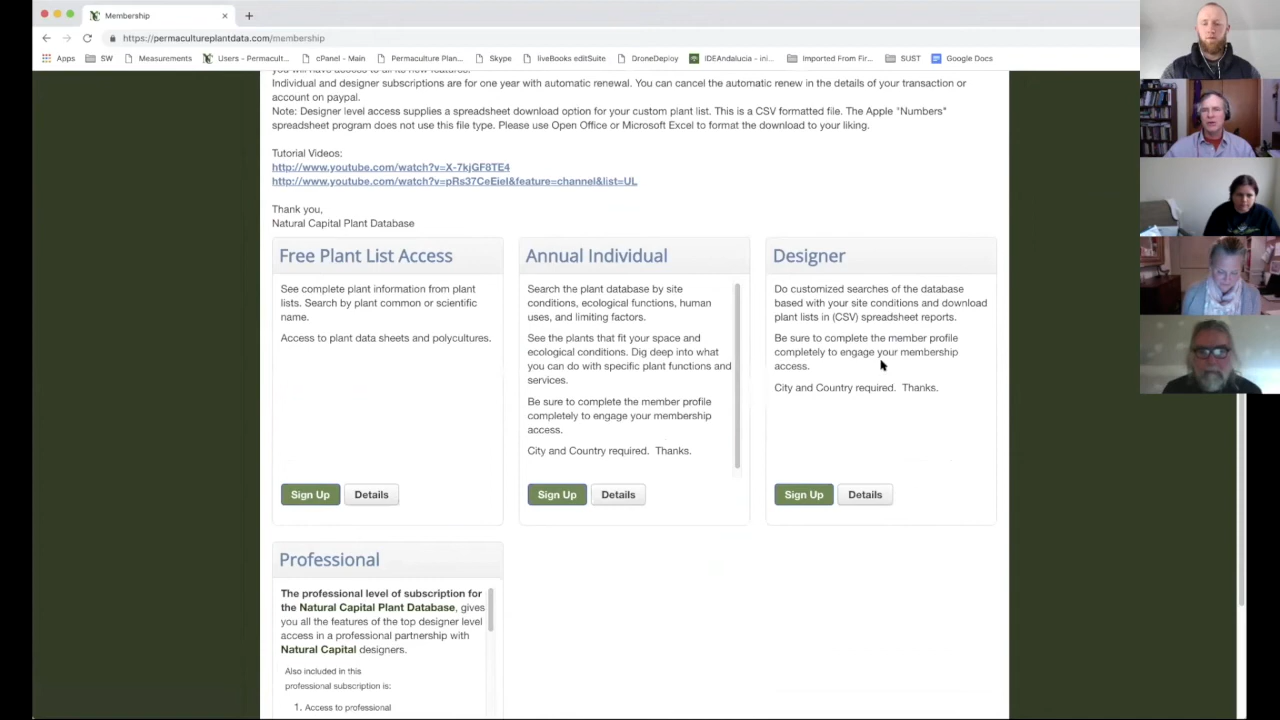 Membership
https://permacultureplantdata.com/membership
Apps SW Measurements Users - Permacult... cPanel - Main Permaculture Plan... Skype liveBooks editSuite DroneDeploy IDEAndalucia - ini... Imported From Fir... SUST Google Docs
you will have access to all its new features.
Individual and designer subscriptions are for one year with automatic renewal. You can cancel the automatic renew in the details of your transaction or
account on paypal.
Note: Designer level access supplies a spreadsheet download option for your custom plant list. This is a CSV formatted file. The Apple "Numbers"
spreadsheet program does not use this file type. Please use Open Office or Microsoft Excel to format the download to your liking.
Tutorial Videos:
http://www.youtube.com/watch?v=X-7kjGF8TE4
http://www.youtube.com/watch?v=pRs37CeEieI&feature=channel&list=UL
Thank you,
Natural Capital Plant Database
Free Plant List Access
See complete plant information from plant
lists. Search by plant common or scientific
name.
Access to plant data sheets and polycultures.
Sign Up Details
Annual Individual
Search the plant database by site
conditions, ecological functions, human
uses, and limiting factors.
See the plants that fit your space and
ecological conditions. Dig deep into what
you can do with specific plant functions and
services.
Be sure to complete the member profile
completely to engage your membership
access.
City and Country required. Thanks.
Sign Up Details
Designer
Do customized searches of the database
based with your site conditions and download
plant lists in (CSV) spreadsheet reports.
Be sure to complete the member profile
completely to engage your membership
access.
City and Country required. Thanks.
Sign Up Details
Professional
The professional level of subscription for
the Natural Capital Plant Database, gives
you all the features of the top designer level
access in a professional partnership with
Natural Capital designers.
Also included in this
professional subscription is:
1. Access to professional